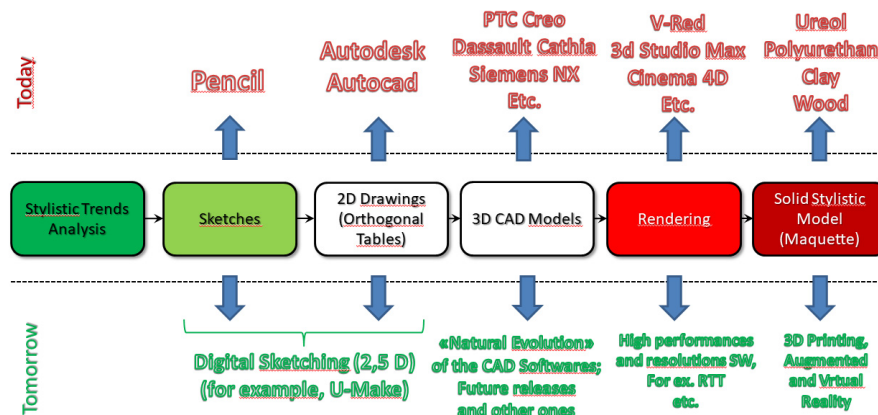 Today
Pencil
Autodesk
Autocad
PTC Creo
Dassault Cathia
Siemens NX
Etc.
V-Red
3d Studio Max
Cinema 4D
Etc.
Ureol
Polyurethan
Clay
Wood
Stylistic Trends
Analysis
Sketches
2D Drawings
(Orthogonal
Tables)
3D CAD Models
Rendering
Solid Stylistic
Model
(Maquette)
Tomorrow
Digital Sketching (2,5 D)
(for example, U-Make)
«Natural Evolution»
of the CAD Softwares;
Future releases
and other ones
High performances
and resolutions SW,
For ex. RTT
etc.
3D Printing,
Augmented
and Virtual
Reality